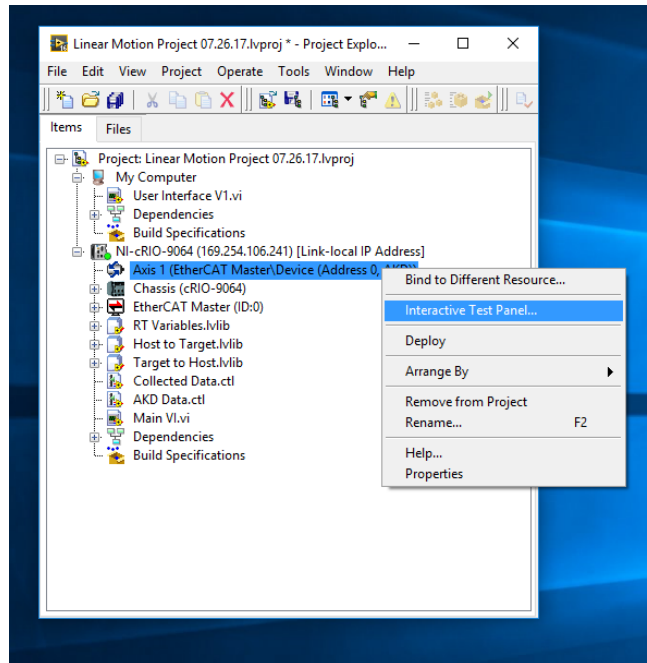 Linear Motion Project 07.26.17.lvproj * - Project Explo...
File Edit View Project Operate Tools Window Help
Items Files
Project: Linear Motion Project 07.26.17.lvproj
My Computer
User Interface V1.vi
Dependencies
Build Specifications
NI-cRIO-9064 (169.254.106.241) [Link-local IP Address]
Axis 1 (EtherCAT Master\Device (Address 0, AKD))
Chassis (cRIO-9064)
EtherCAT Master (ID:0)
RT Variables.lvlib
Host to Target.lvlib
Target to Host.lvlib
Collected Data.ctl
AKD Data.ctl
Main VI.vi
Dependencies
Build Specifications
Bind to Different Resource...
Interactive Test Panel...
Deploy
Arrange By
Remove from Project
Rename... F2
Help...
Properties